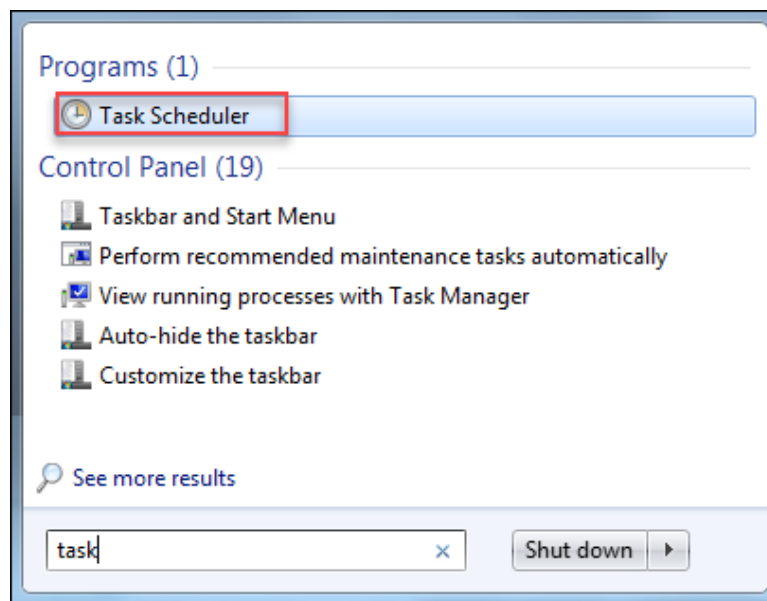 Programs (1)
Task Scheduler
Control Panel (19)
Taskbar and Start Menu
Perform recommended maintenance tasks automatically
View running processes with Task Manager
Auto-hide the taskbar
Customize the taskbar
See more results
task
Shut down